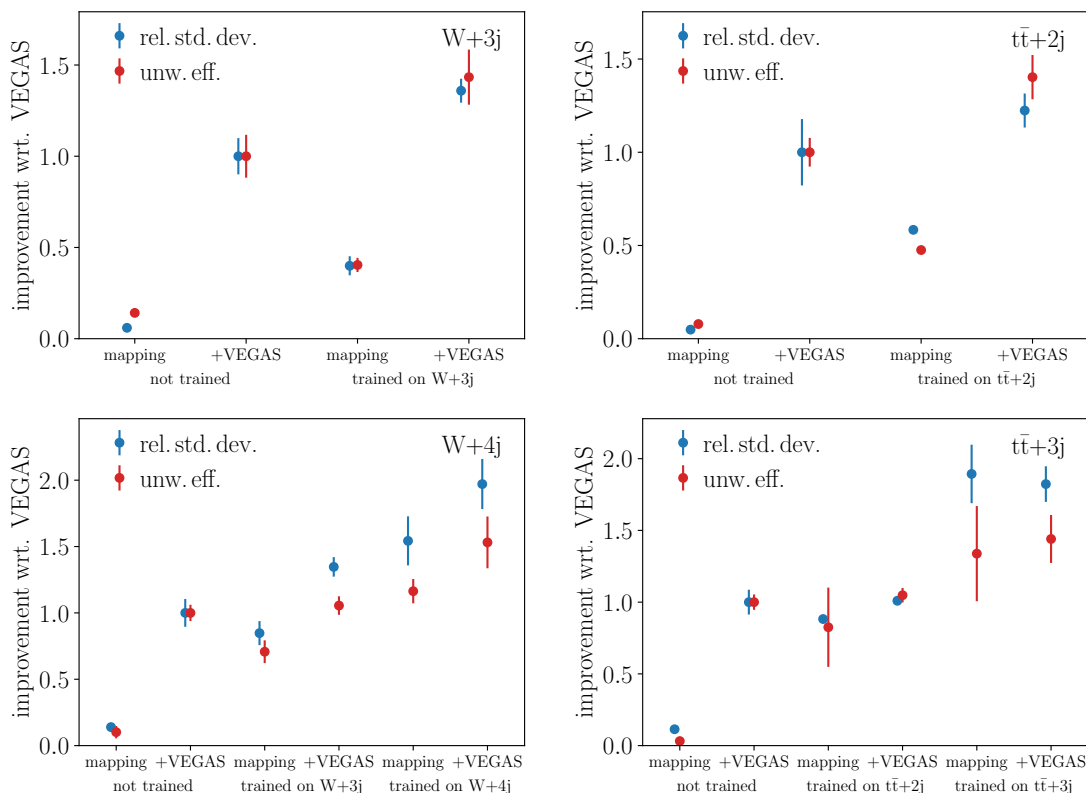 improvement wrt. VEGAS
rel. std. dev.
unw. eff.
W+3j
1.5
1.0
0.5
0.0
mapping +VEGAS mapping +VEGAS
not trained trained on W+3j
improvement wrt. VEGAS
rel. std. dev.
unw. eff.
tt̄+2j
1.5
1.0
0.5
0.0
mapping +VEGAS mapping +VEGAS
not trained trained on tt̄+2j
improvement wrt. VEGAS
rel. std. dev.
unw. eff.
W+4j
2.0
1.5
1.0
0.5
0.0
mapping +VEGAS mapping +VEGAS mapping +VEGAS
not trained trained on W+3j trained on W+4j
improvement wrt. VEGAS
rel. std. dev.
unw. eff.
tt̄+3j
2.0
1.5
1.0
0.5
0.0
mapping +VEGAS mapping +VEGAS mapping +VEGAS
not trained trained on tt̄+2j trained on tt̄+3j